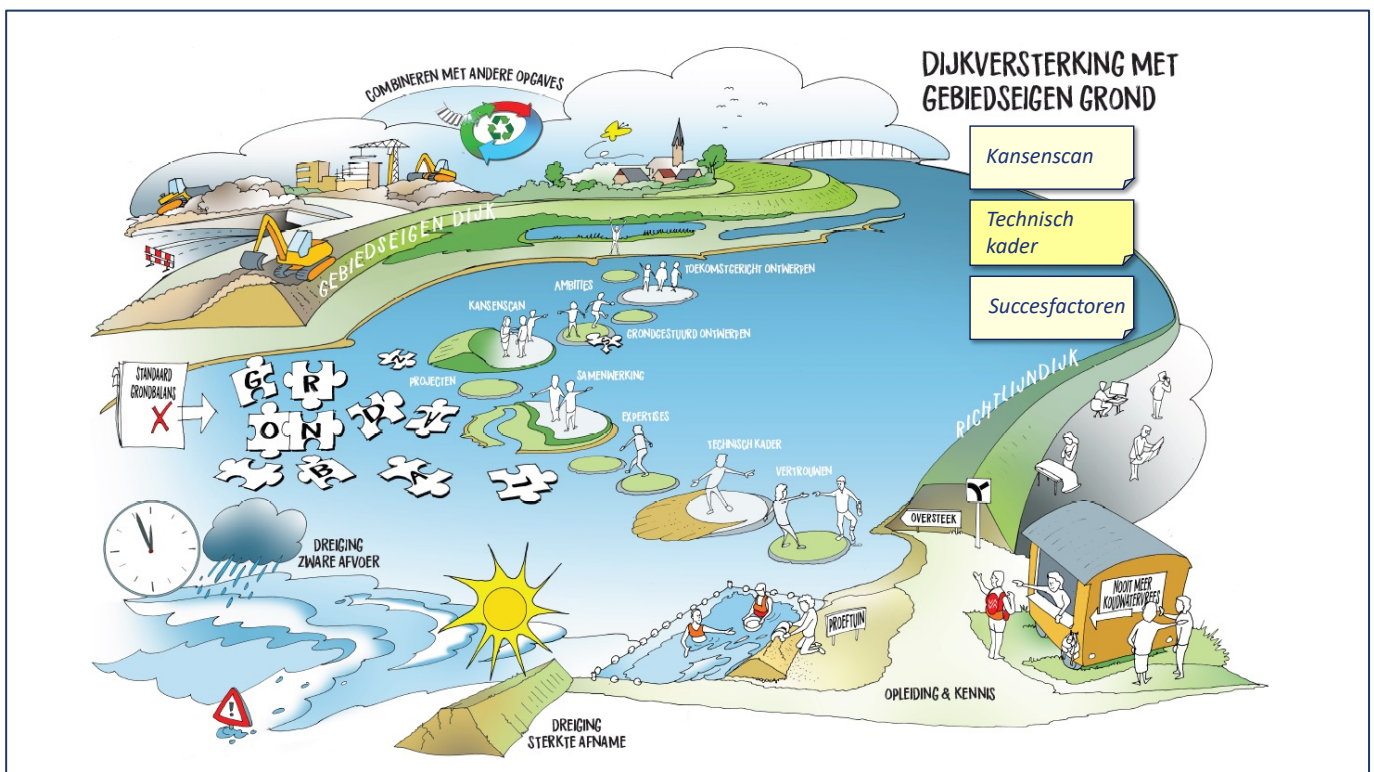 DIJKVERSTERKING MET
GEBIEDSEIGEN GROND
COMBINEREN MET ANDERE OPGAVES
Kansenscan
Technisch
kader
Succesfactoren
GEBIEDSEIGEN DIJK
TOEKOMSTGERICHT ONTWERPEN
AMBITIES
KANSENSCAN
GRONDGESTUURD ONTWERPEN
STANDAARD
GRONDBALANS
G R
O N D V
B A L
N
S
PROJECTEN
SAMENWERKING
EXPERTISES
TECHNISCH KADER
VERTROUWEN
RICHTLIJNDIJK
OVERSTEEK
DREIGING
ZWARE AFVOER
NOOIT MEER
KOUDWATERVREES
PROEFTUIN
OPLEIDING & KENNIS
DREIGING
STERKTE AFNAME